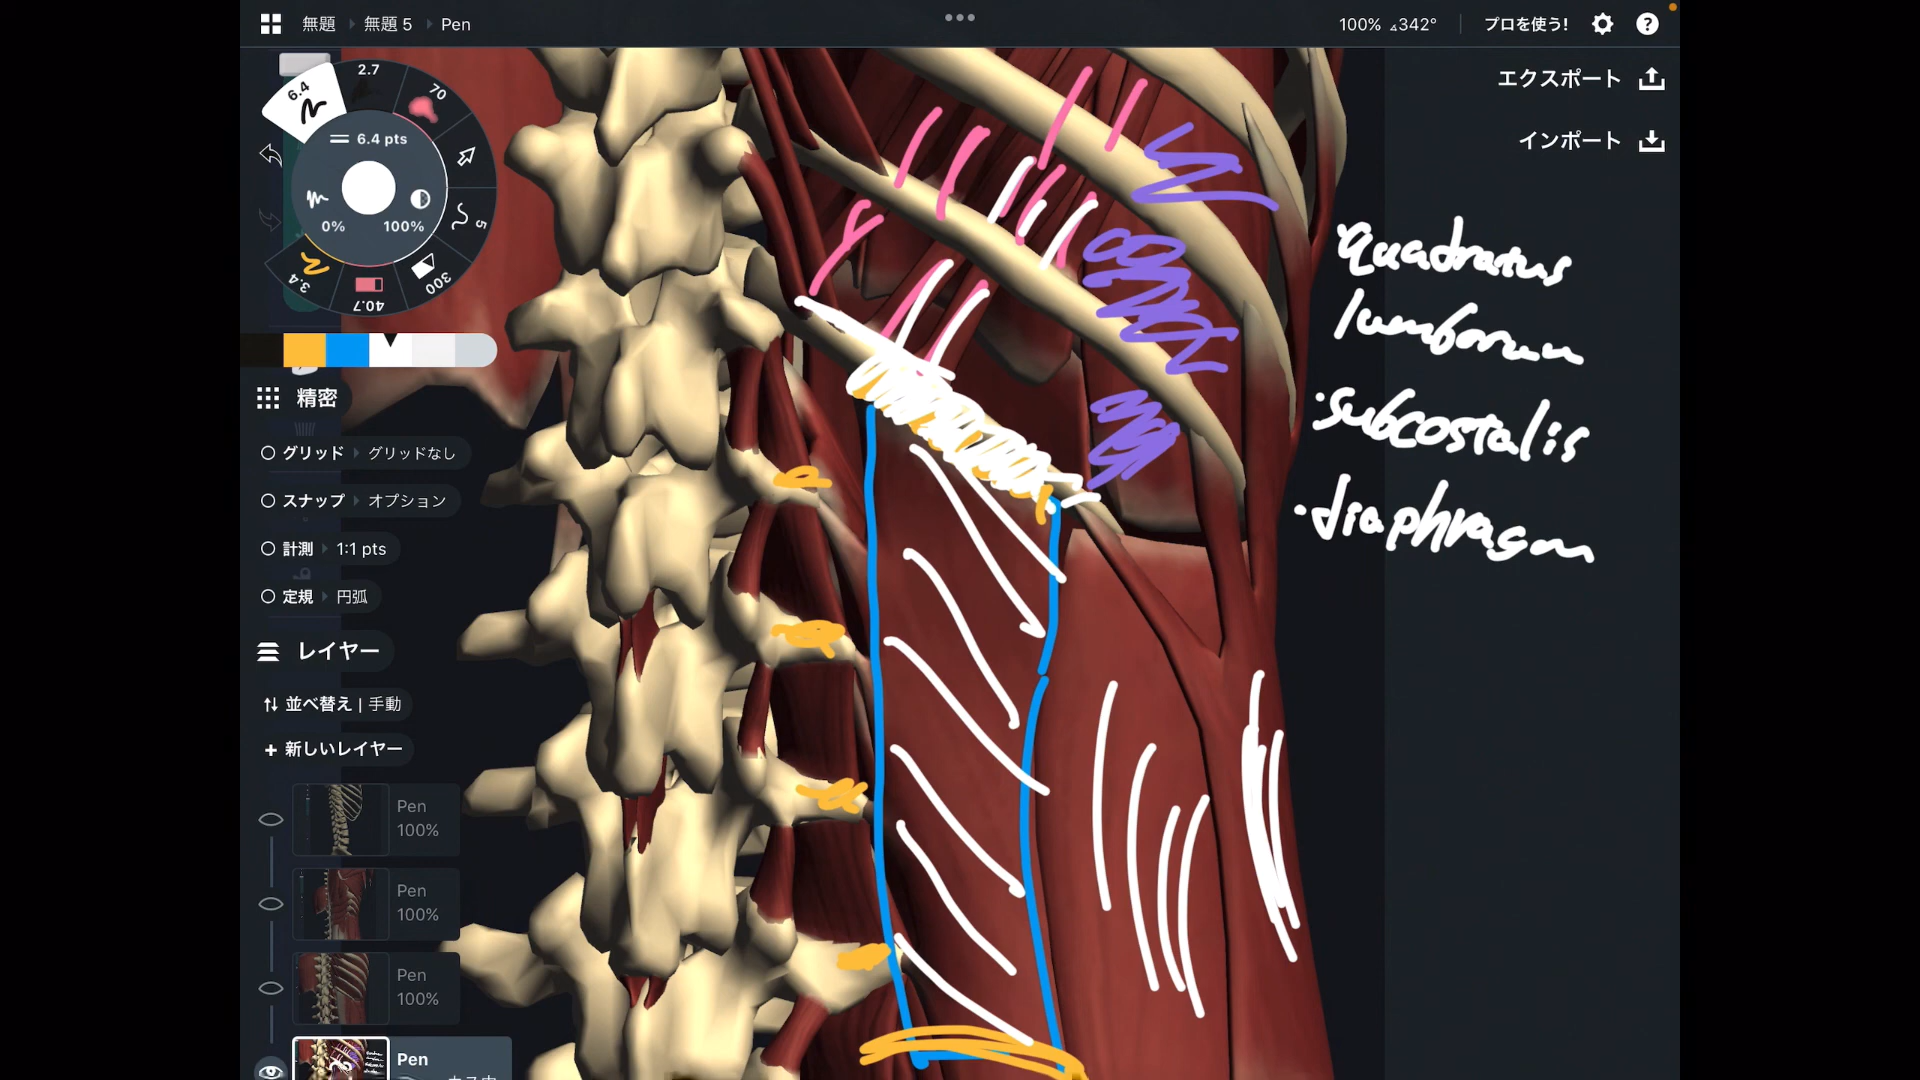 無題 無題 5 Pen
100% ⦟342°
プロを使う!
エクスポート
インポート
2.7
6.4
70
6.4 pts
5
0% 100%
3.4
40.7
300
精密
グリッド グリッドなし
スナップ オプション
計測 1:1 pts
定規 円弧
レイヤー
並べ替え | 手動
新しいレイヤー
Pen
100%
Pen
100%
Pen
100%
Pen
・quadratus
lumborum
・subcostalis
・diaphragm